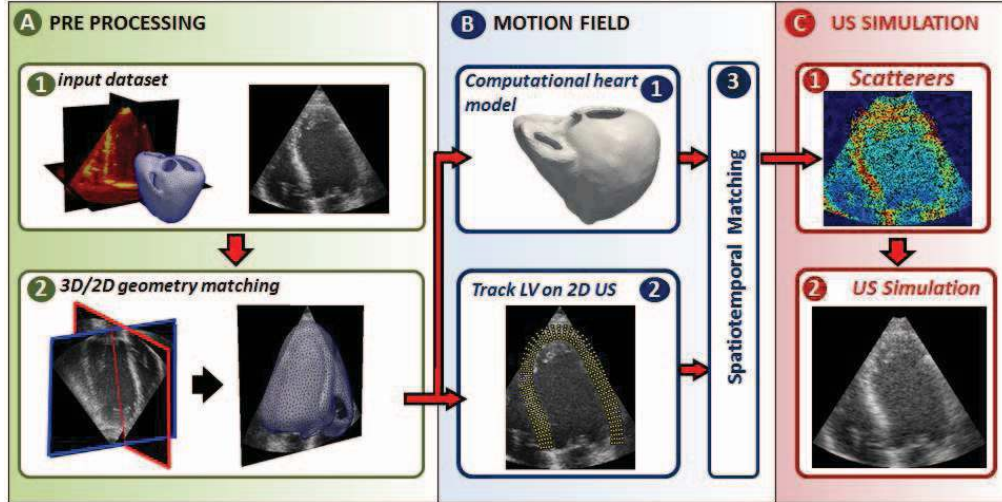 A PRE PROCESSING
1 input dataset
2 3D/2D geometry matching
B MOTION FIELD
Computational heart
model 1
Track LV on 2D US 2
3
Spatiotemporal Matching
C US SIMULATION
1 Scatterers
2 US Simulation